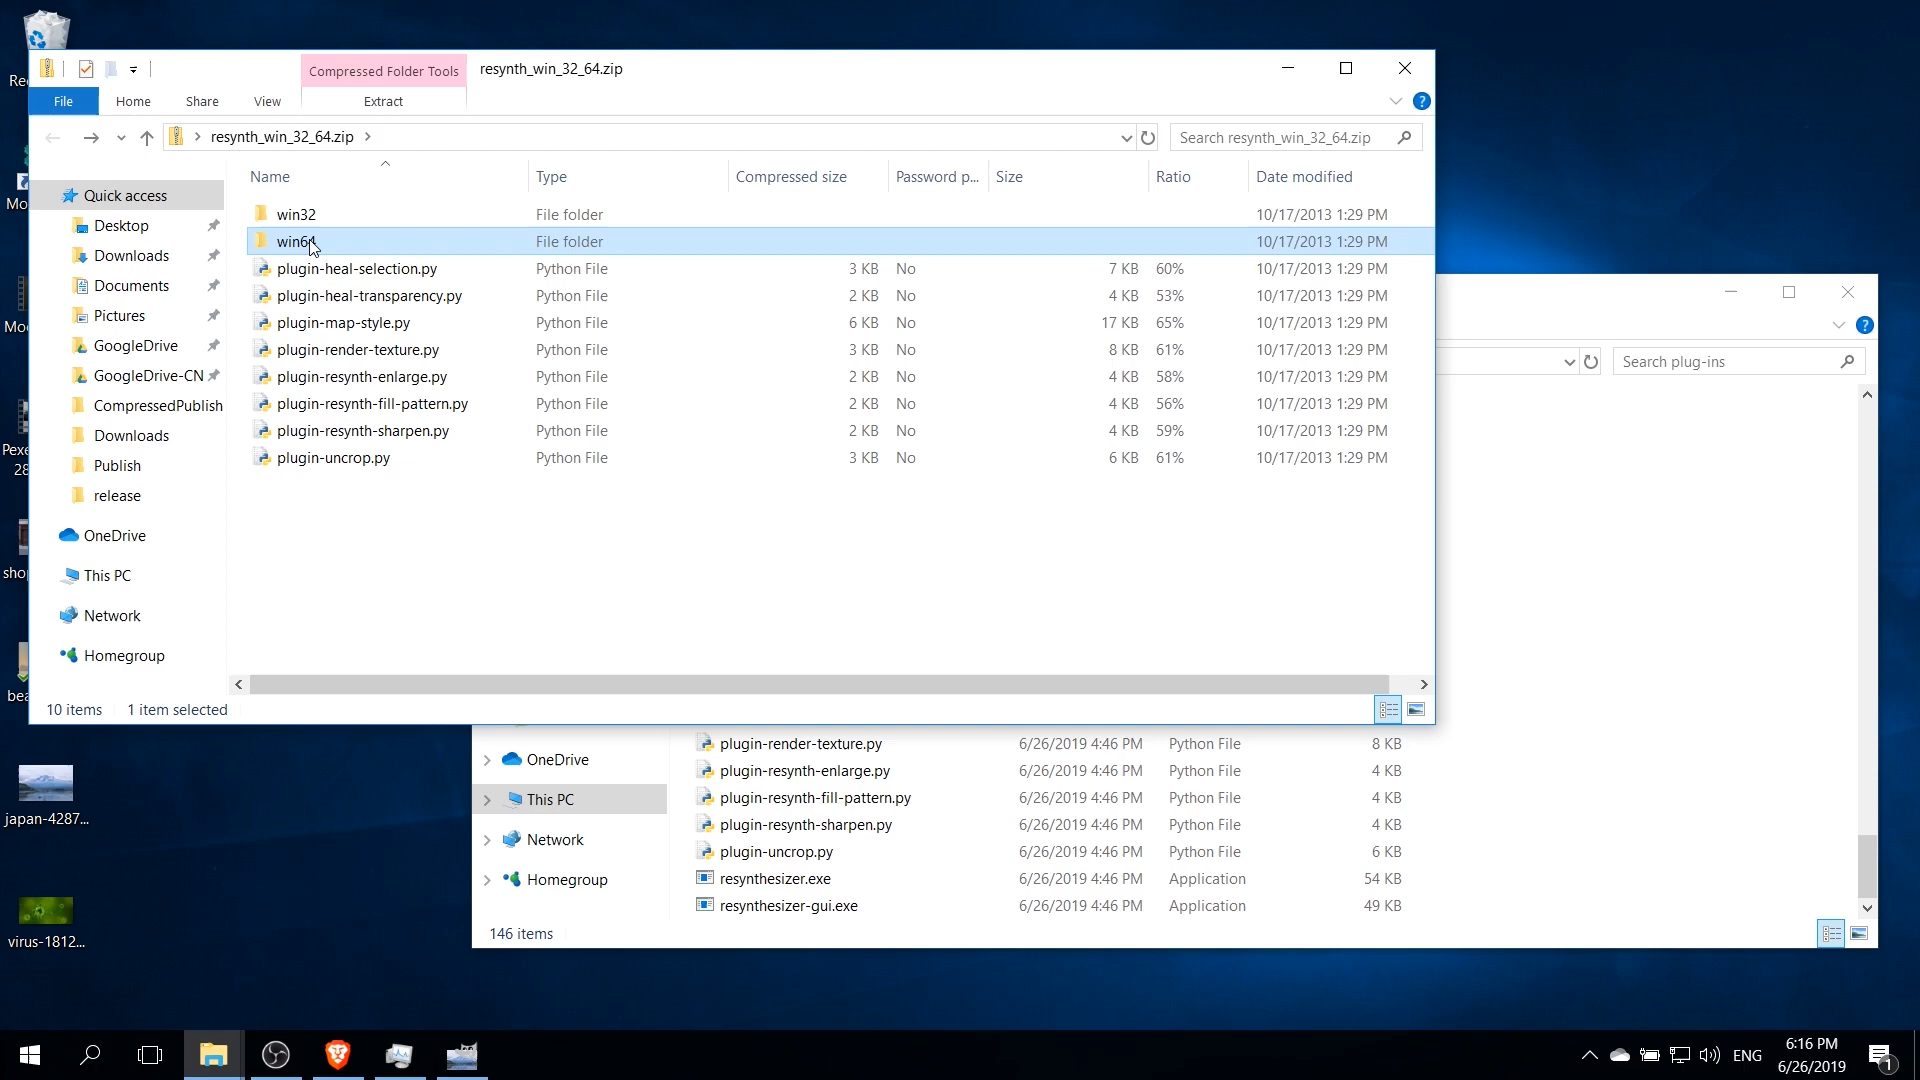 Compressed Folder Tools
resynth_win_32_64.zip
File
Home
Share
View
Extract
resynth_win_32_64.zip
Search resynth_win_32_64.zip
Name
Type
Compressed size
Password p...
Size
Ratio
Date modified
Quick access
Desktop
Downloads
Documents
Pictures
GoogleDrive
GoogleDrive-CN
CompressedPublish
Downloads
Publish
release
OneDrive
This PC
Network
Homegroup
win32 File folder 10/17/2013 1:29 PM
win64 File folder 10/17/2013 1:29 PM
plugin-heal-selection.py Python File 3 KB No 7 KB 60% 10/17/2013 1:29 PM
plugin-heal-transparency.py Python File 2 KB No 4 KB 53% 10/17/2013 1:29 PM
plugin-map-style.py Python File 6 KB No 17 KB 65% 10/17/2013 1:29 PM
plugin-render-texture.py Python File 3 KB No 8 KB 61% 10/17/2013 1:29 PM
plugin-resynth-enlarge.py Python File 2 KB No 4 KB 58% 10/17/2013 1:29 PM
plugin-resynth-fill-pattern.py Python File 2 KB No 4 KB 56% 10/17/2013 1:29 PM
plugin-resynth-sharpen.py Python File 2 KB No 4 KB 59% 10/17/2013 1:29 PM
plugin-uncrop.py Python File 3 KB No 6 KB 61% 10/17/2013 1:29 PM
10 items 1 item selected
Search plug-ins
OneDrive
This PC
Network
Homegroup
plugin-render-texture.py 6/26/2019 4:46 PM Python File 8 KB
plugin-resynth-enlarge.py 6/26/2019 4:46 PM Python File 4 KB
plugin-resynth-fill-pattern.py 6/26/2019 4:46 PM Python File 4 KB
plugin-resynth-sharpen.py 6/26/2019 4:46 PM Python File 4 KB
plugin-uncrop.py 6/26/2019 4:46 PM Python File 6 KB
resynthesizer.exe 6/26/2019 4:46 PM Application 54 KB
resynthesizer-gui.exe 6/26/2019 4:46 PM Application 49 KB
146 items
japan-4287...
virus-1812...
ENG
6:16 PM
6/26/2019
1